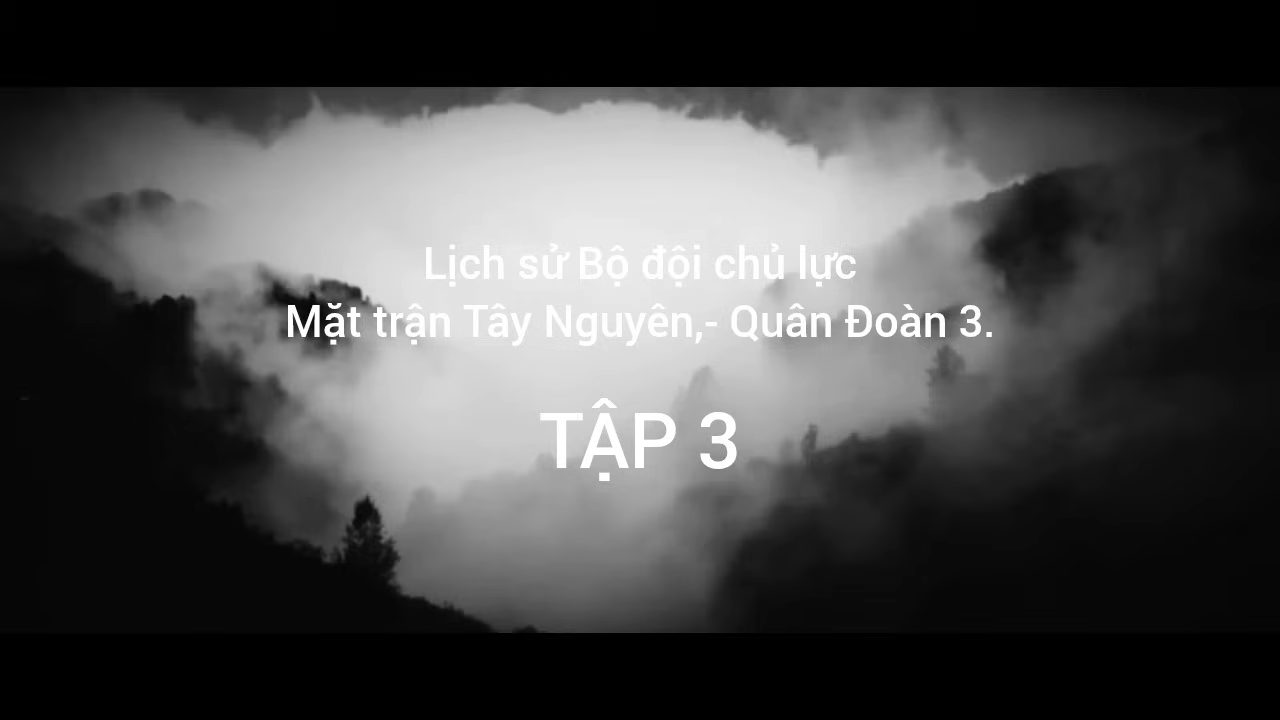 Lịch sử Bộ đội chủ lực
Mặt trận Tây Nguyên,- Quân Đoàn 3.
TẬP 3